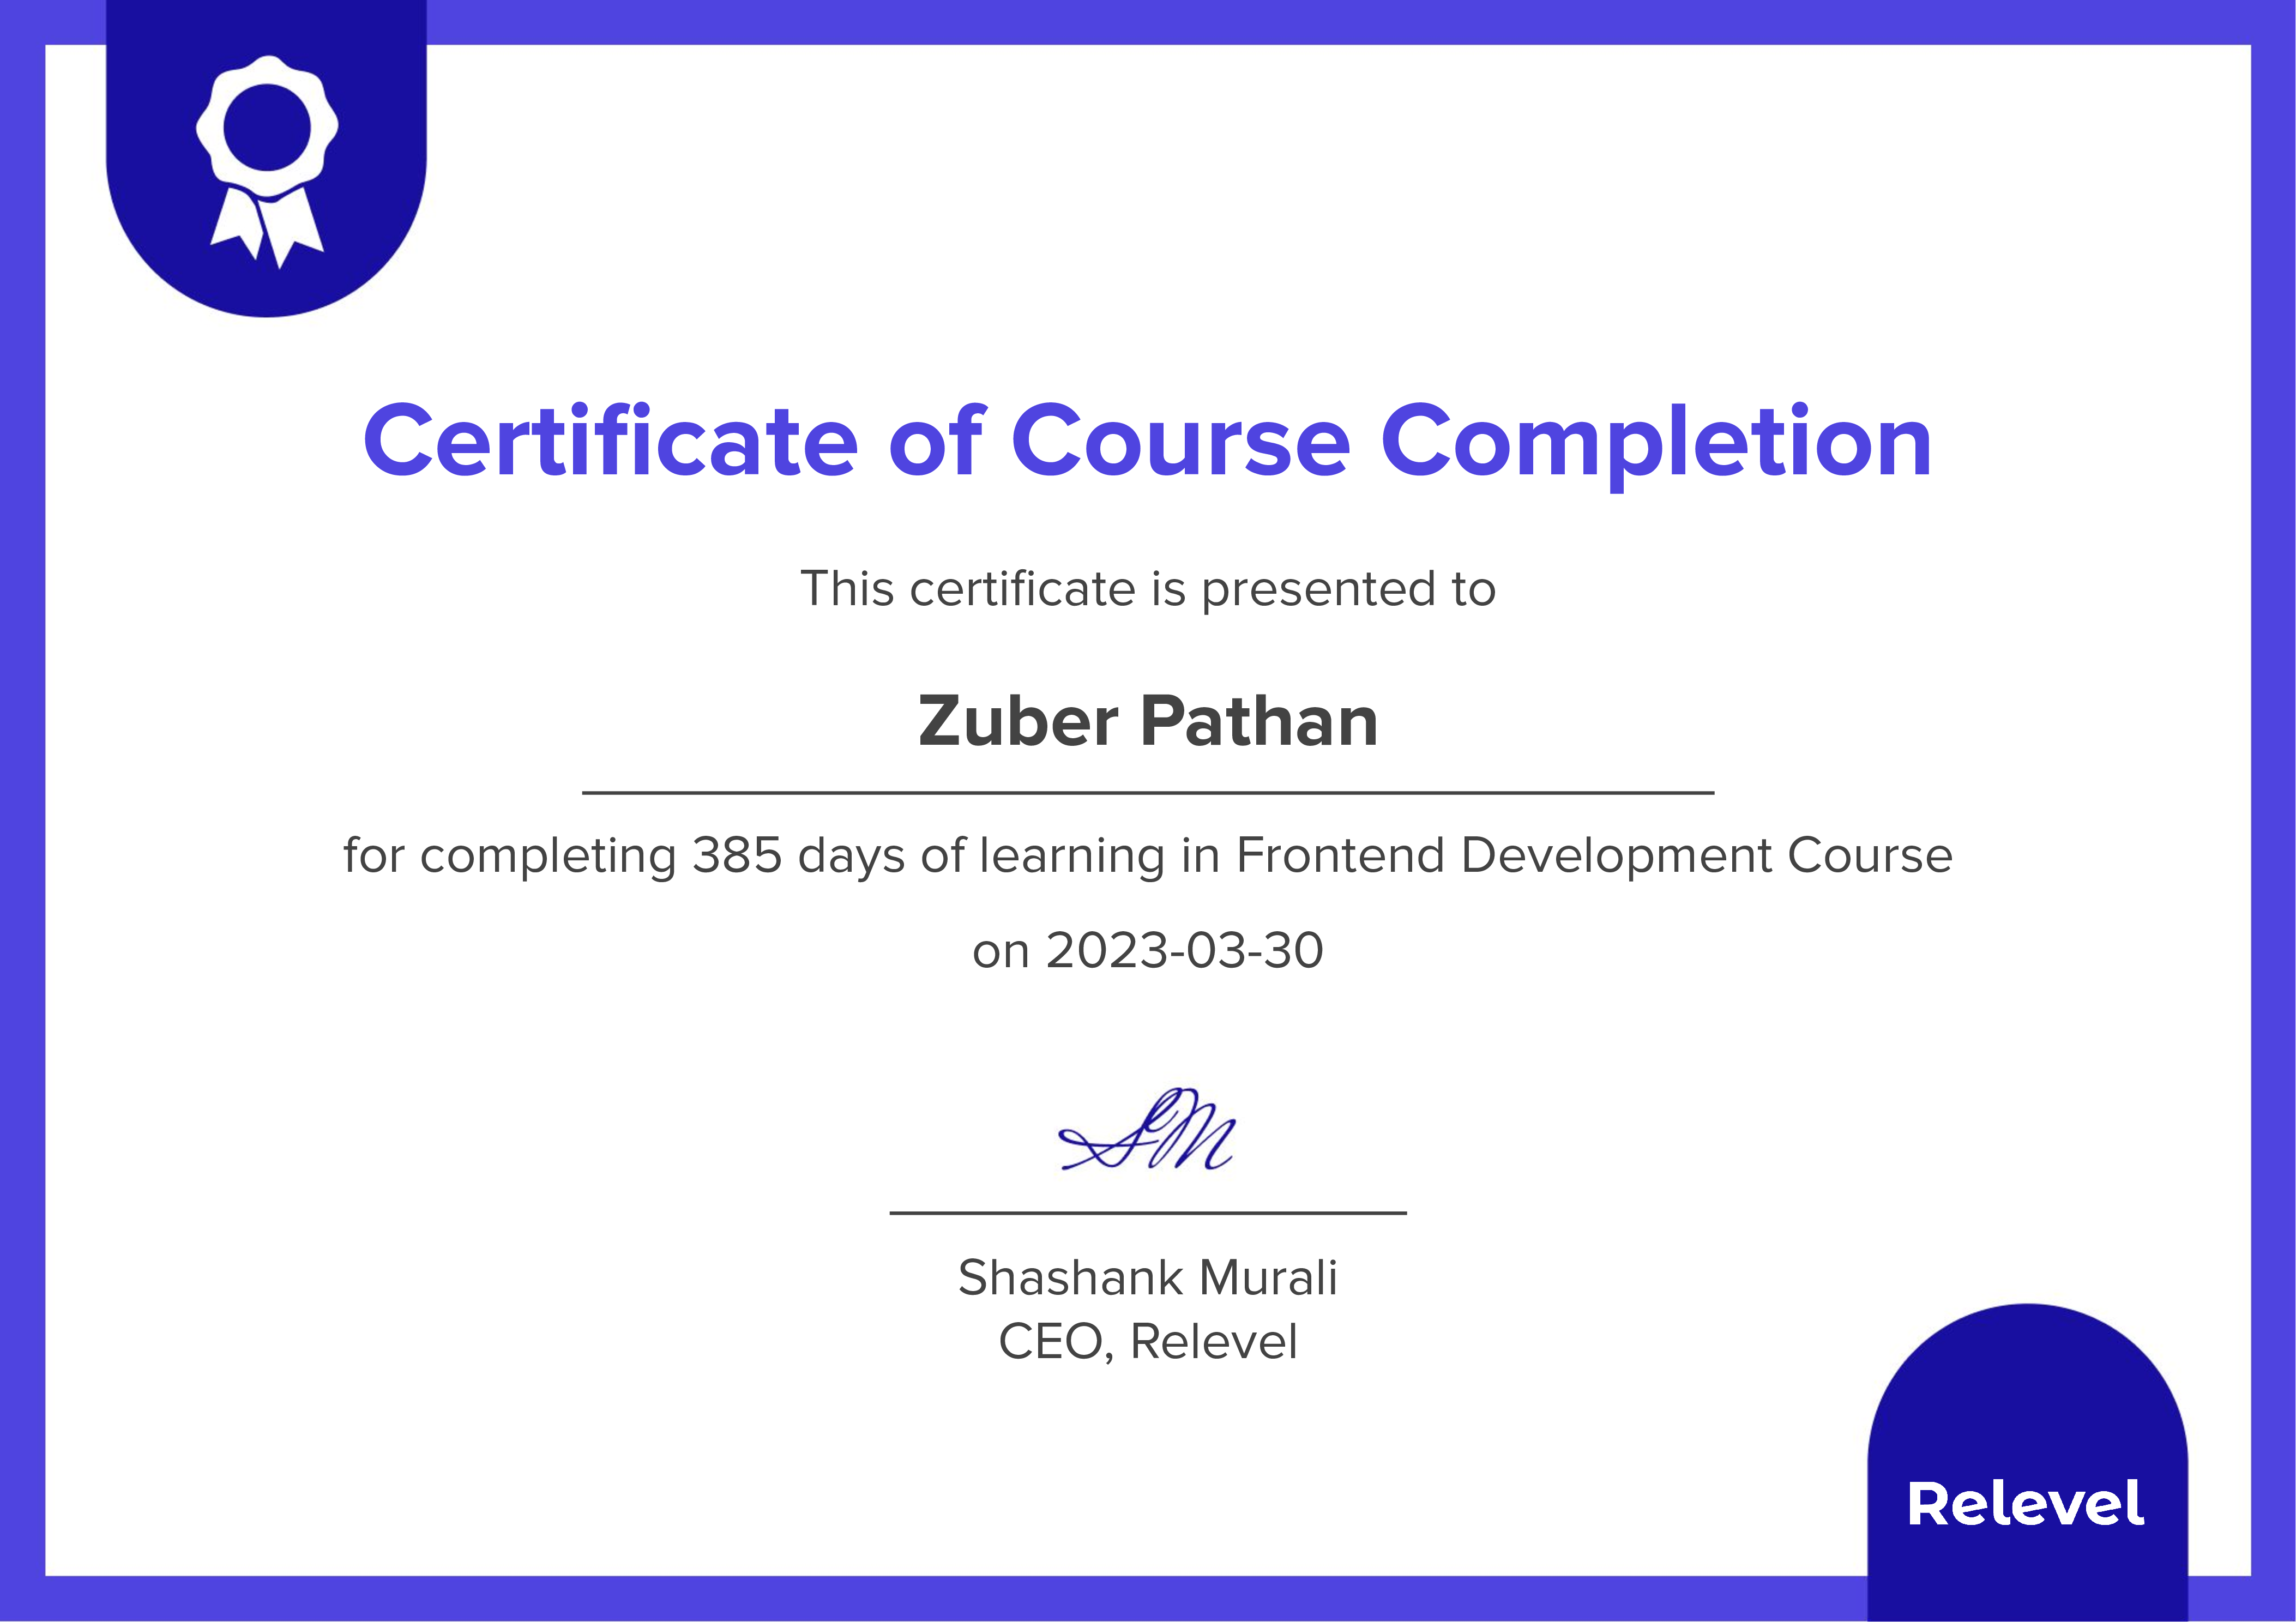 Certificate of Course Completion
This certificate is presented to
Zuber Pathan
for completing 385 days of learning in Frontend Development Course
on 2023-03-30
SM
Shashank Murali
CEO, Relevel
Relevel